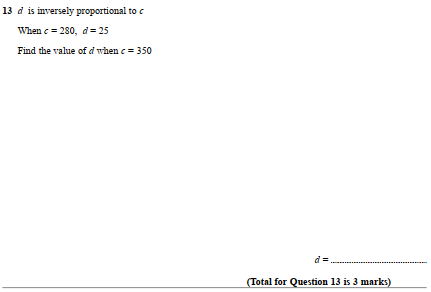 13 d is inversely proportional to c
When c = 280, d = 25
Find the value of d when c = 350
d = ................................................
(Total for Question 13 is 3 marks)